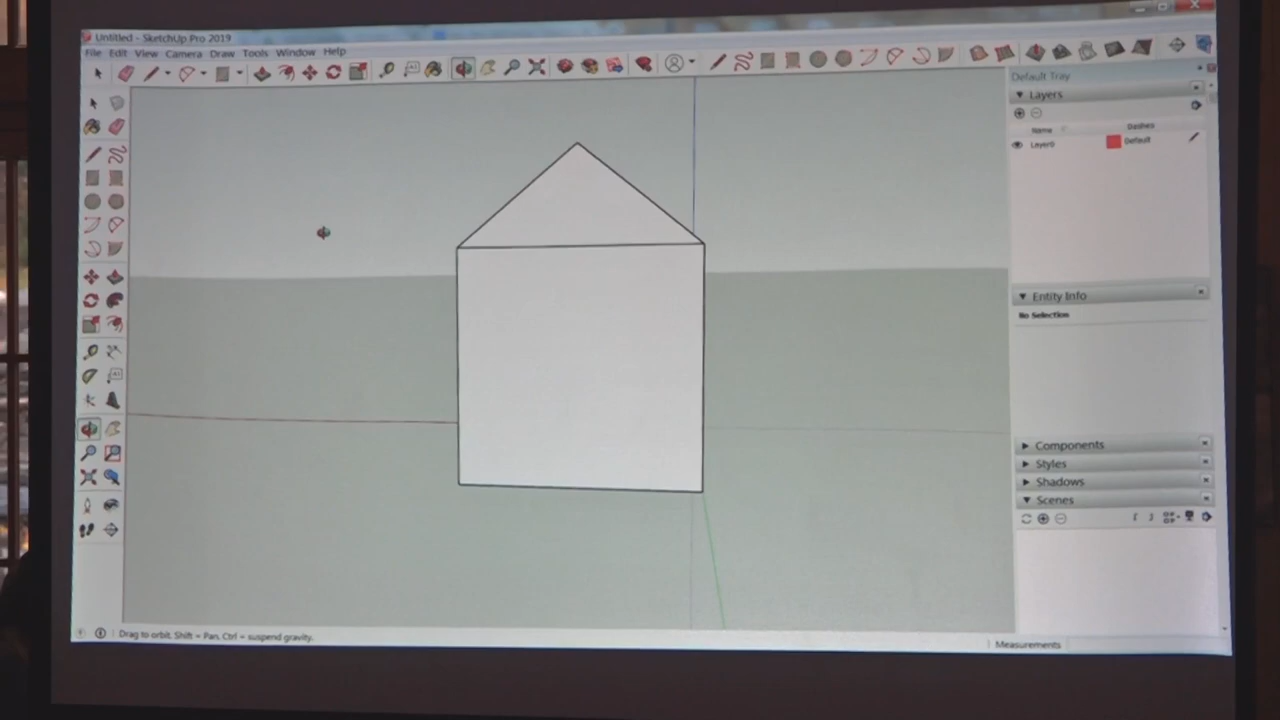 Untitled - SketchUp Pro 2019
File Edit View Camera Draw Tools Window Help
Default Tray
Layers
Name Dashes
Layer0 Default
Entity Info
No Selection
Components
Styles
Shadows
Scenes
Drag to orbit. Shift = Pan, Ctrl = suspend gravity.
Measurements